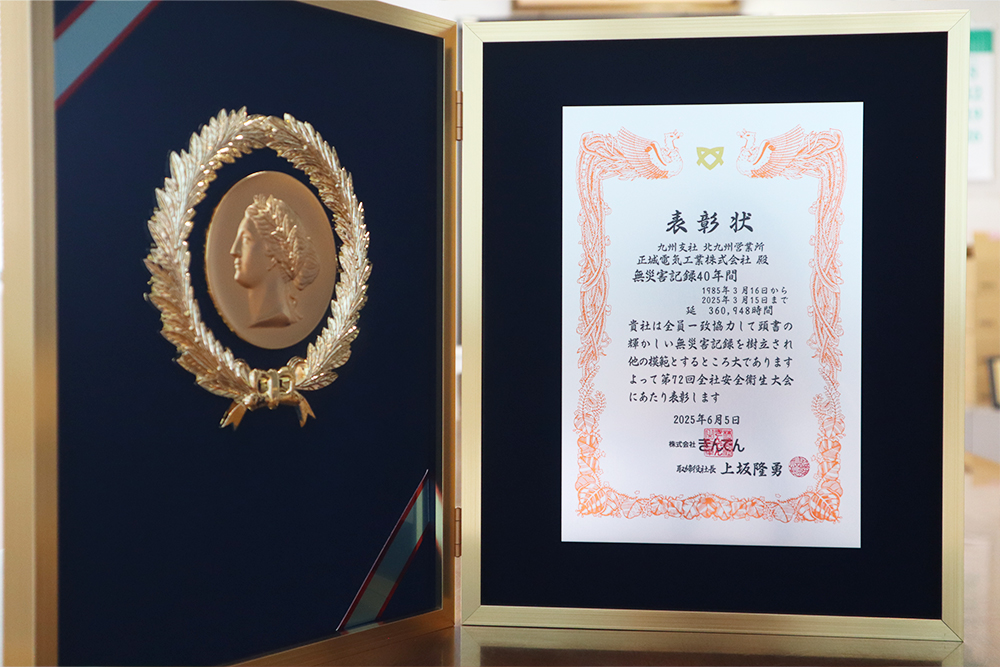 表彰状
九州支社 北九州営業所
正城電気工業株式会社 殿
無災害記録40年間
1985年3月16日から
2025年3月15日まで
延 360,948時間
貴社は全員一致協力して頭書の
輝かしい無災害記録を樹立され
他の模範とするところ大であります
よって第72回全社安全衛生大会
にあたり表彰します
2025年6月5日
株式会社 きんでん
取締役社長 上坂隆勇